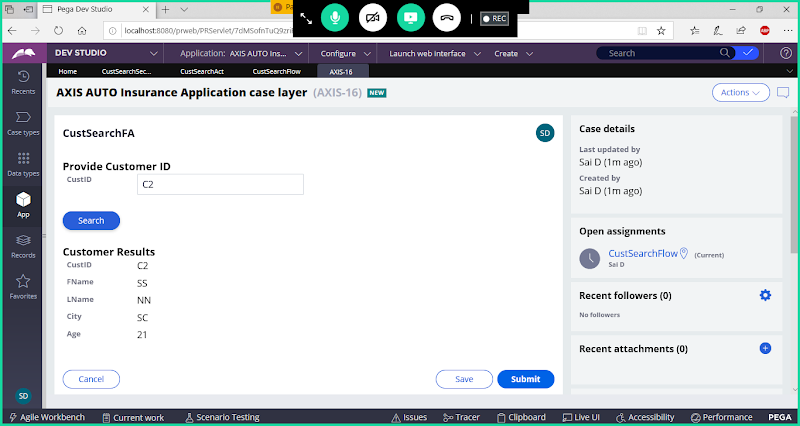 Pega Dev Studio
Pa
REC
localhost:8080/prweb/PRServlet/7dMSofnTuQ9zri
ABP
DEV STUDIO
Application: AXIS AUTO Ins...
Configure
Launch web interface
Create
Search
Home
CustSearchSec...
CustSearchAct
CustSearchFlow
AXIS-16
Recents
Case types
Data types
App
Records
Favorites
SD
AXIS AUTO Insurance Application case layer (AXIS-16) NEW
Actions
CustSearchFA
SD
Provide Customer ID
CustID C2
Search
Customer Results
CustID C2
FName SS
LName NN
City SC
Age 21
Cancel
Save
Submit
Case details
Last updated by
Sai D (1m ago)
Created by
Sai D (1m ago)
Open assignments
CustSearchFlow (Current)
Sai D
Recent followers (0)
No followers
Recent attachments (0)
Agile Workbench
Current work
Scenario Testing
Issues
Tracer
Clipboard
Live UI
Accessibility
Performance
PEGA